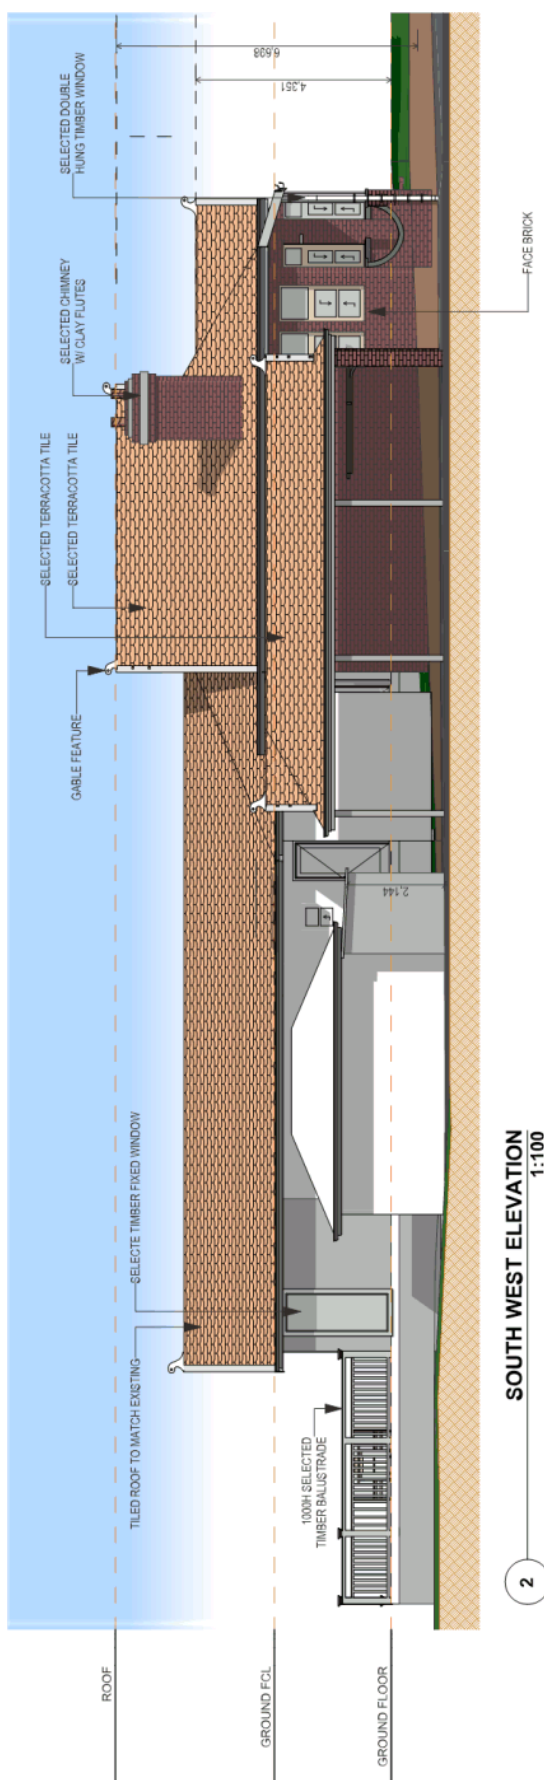 GABLE FEATURE
SELECTED TERRACOTTA TILE
SELECTED TERRACOTTA TILE
SELECTED CHIMNEY
W/ CLAY FLUTES
SELECTED DOUBLE
HUNG TIMBER WINDOW
TILED ROOF TO MATCH EXISTING
SELECTE TIMBER FIXED WINDOW
1000H SELECTED
TIMBER BALUSTRADE
ROOF
GROUND FCL
GROUND FLOOR
4,351
2,144
FACE BRICK
2
SOUTH WEST ELEVATION
1:100